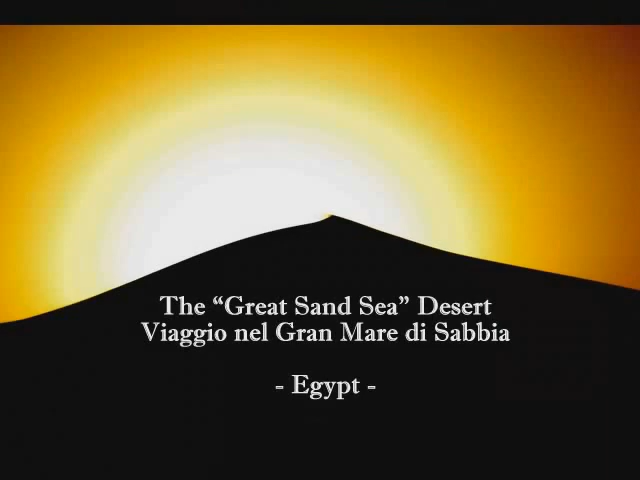 The “Great Sand Sea” Desert
Viaggio nel Gran Mare di Sabbia
- Egypt -